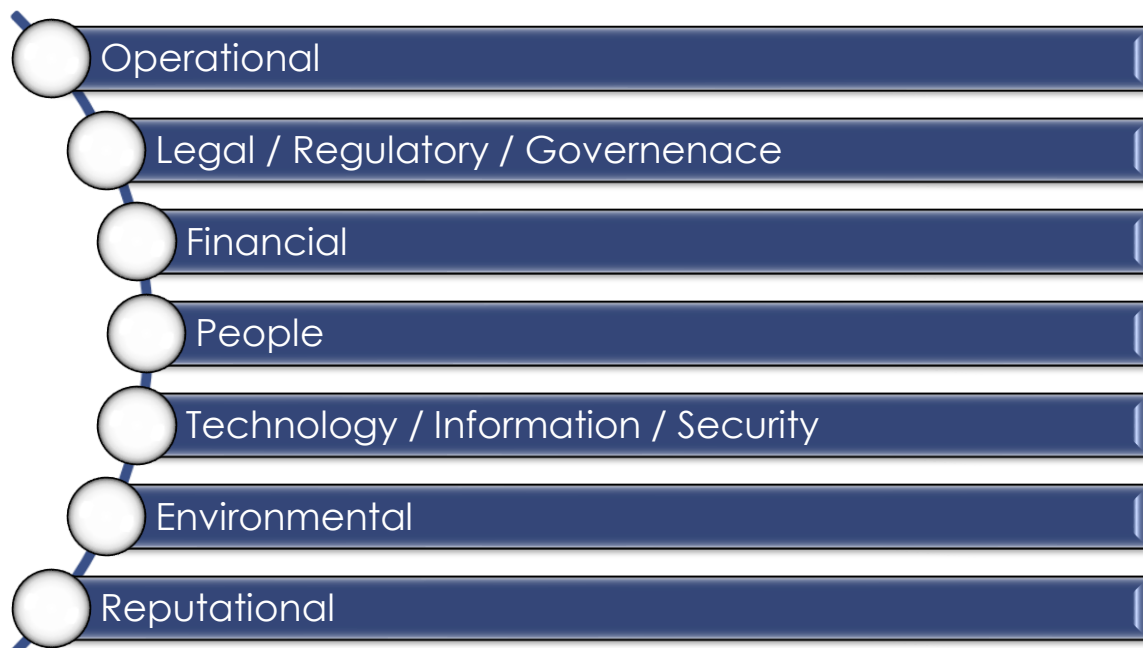 Operational
Legal / Regulatory / Governenace
Financial
People
Technology / Information / Security
Environmental
Reputational